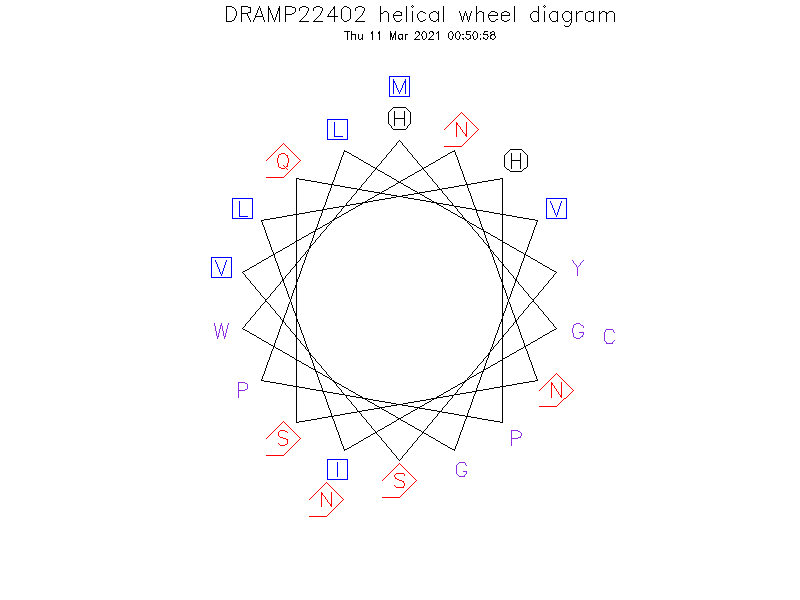 DRAMP22402 helical wheel diagram
Thu 11 Mar 2021 00:50:58
M
H
L
N
Q
H
L
V
V
Y
W
G C
P
N
S
P
I
S
G
N